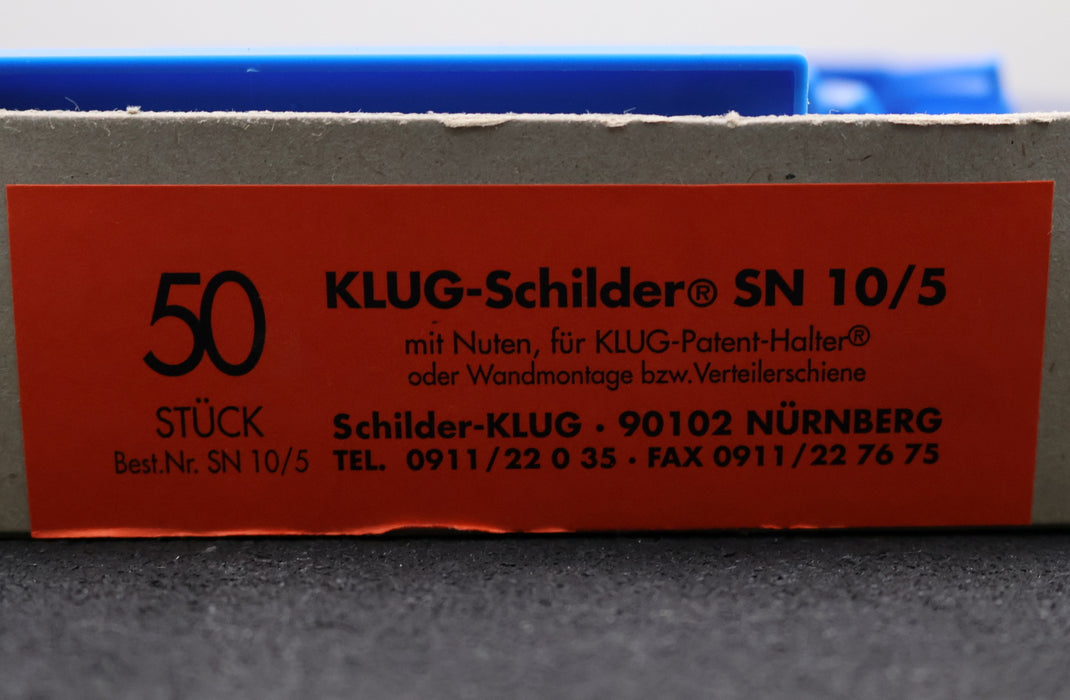 50
STÜCK
Best.Nr. SN 10/5
KLUG-Schilder® SN 10/5
mit Nuten, für KLUG-Patent-Halter®
oder Wandmontage bzw. Verteilerschiene
Schilder-KLUG · 90102 NÜRNBERG
TEL. 0911/22 0 35 · FAX 0911/22 76 75